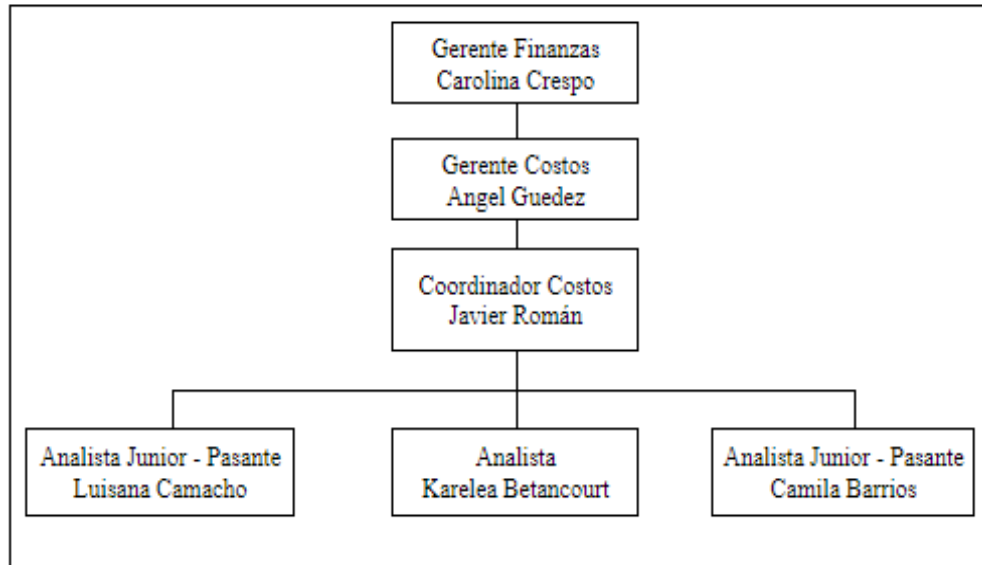 Gerente Finanzas
Carolina Crespo
Gerente Costos
Angel Guedez
Coordinador Costos
Javier Román
Analista Junior - Pasante
Luisana Camacho
Analista
Karelea Betancourt
Analista Junior - Pasante
Camila Barrios